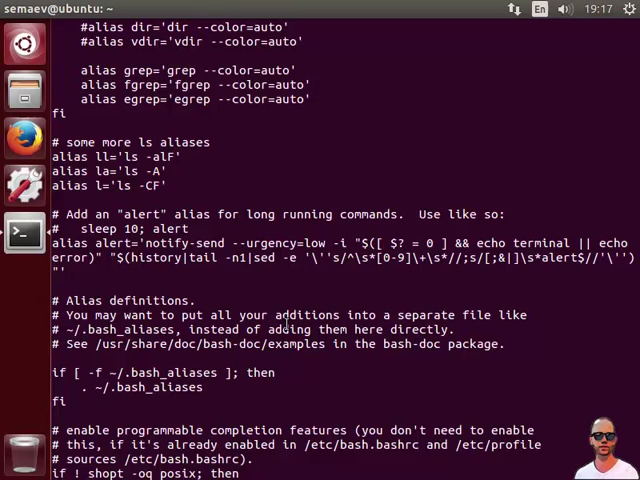 semaev@ubuntu: ~
En
19:17
#alias dir='dir --color=auto'
#alias vdir='vdir --color=auto'
alias grep='grep --color=auto'
alias fgrep='fgrep --color=auto'
alias egrep='egrep --color=auto'
fi
# some more ls aliases
alias ll='ls -alF'
alias la='ls -A'
alias l='ls -CF'
# Add an "alert" alias for long running commands.  Use like so:
#   sleep 10; alert
alias alert='notify-send --urgency=low -i "$([ $? = 0 ] && echo terminal || echo
error)" "$(history|tail -n1|sed -e '\''s/^\s*[0-9]\+\s*//;s/[;&|]\s*alert$//'\'')
"'
# Alias definitions.
# You may want to put all your additions into a separate file like
# ~/.bash_aliases, instead of adding them here directly.
# See /usr/share/doc/bash-doc/examples in the bash-doc package.
if [ -f ~/.bash_aliases ]; then
. ~/.bash_aliases
fi
# enable programmable completion features (you don't need to enable
# this, if it's already enabled in /etc/bash.bashrc and /etc/profile
# sources /etc/bash.bashrc).
if ! shopt -oq posix; then